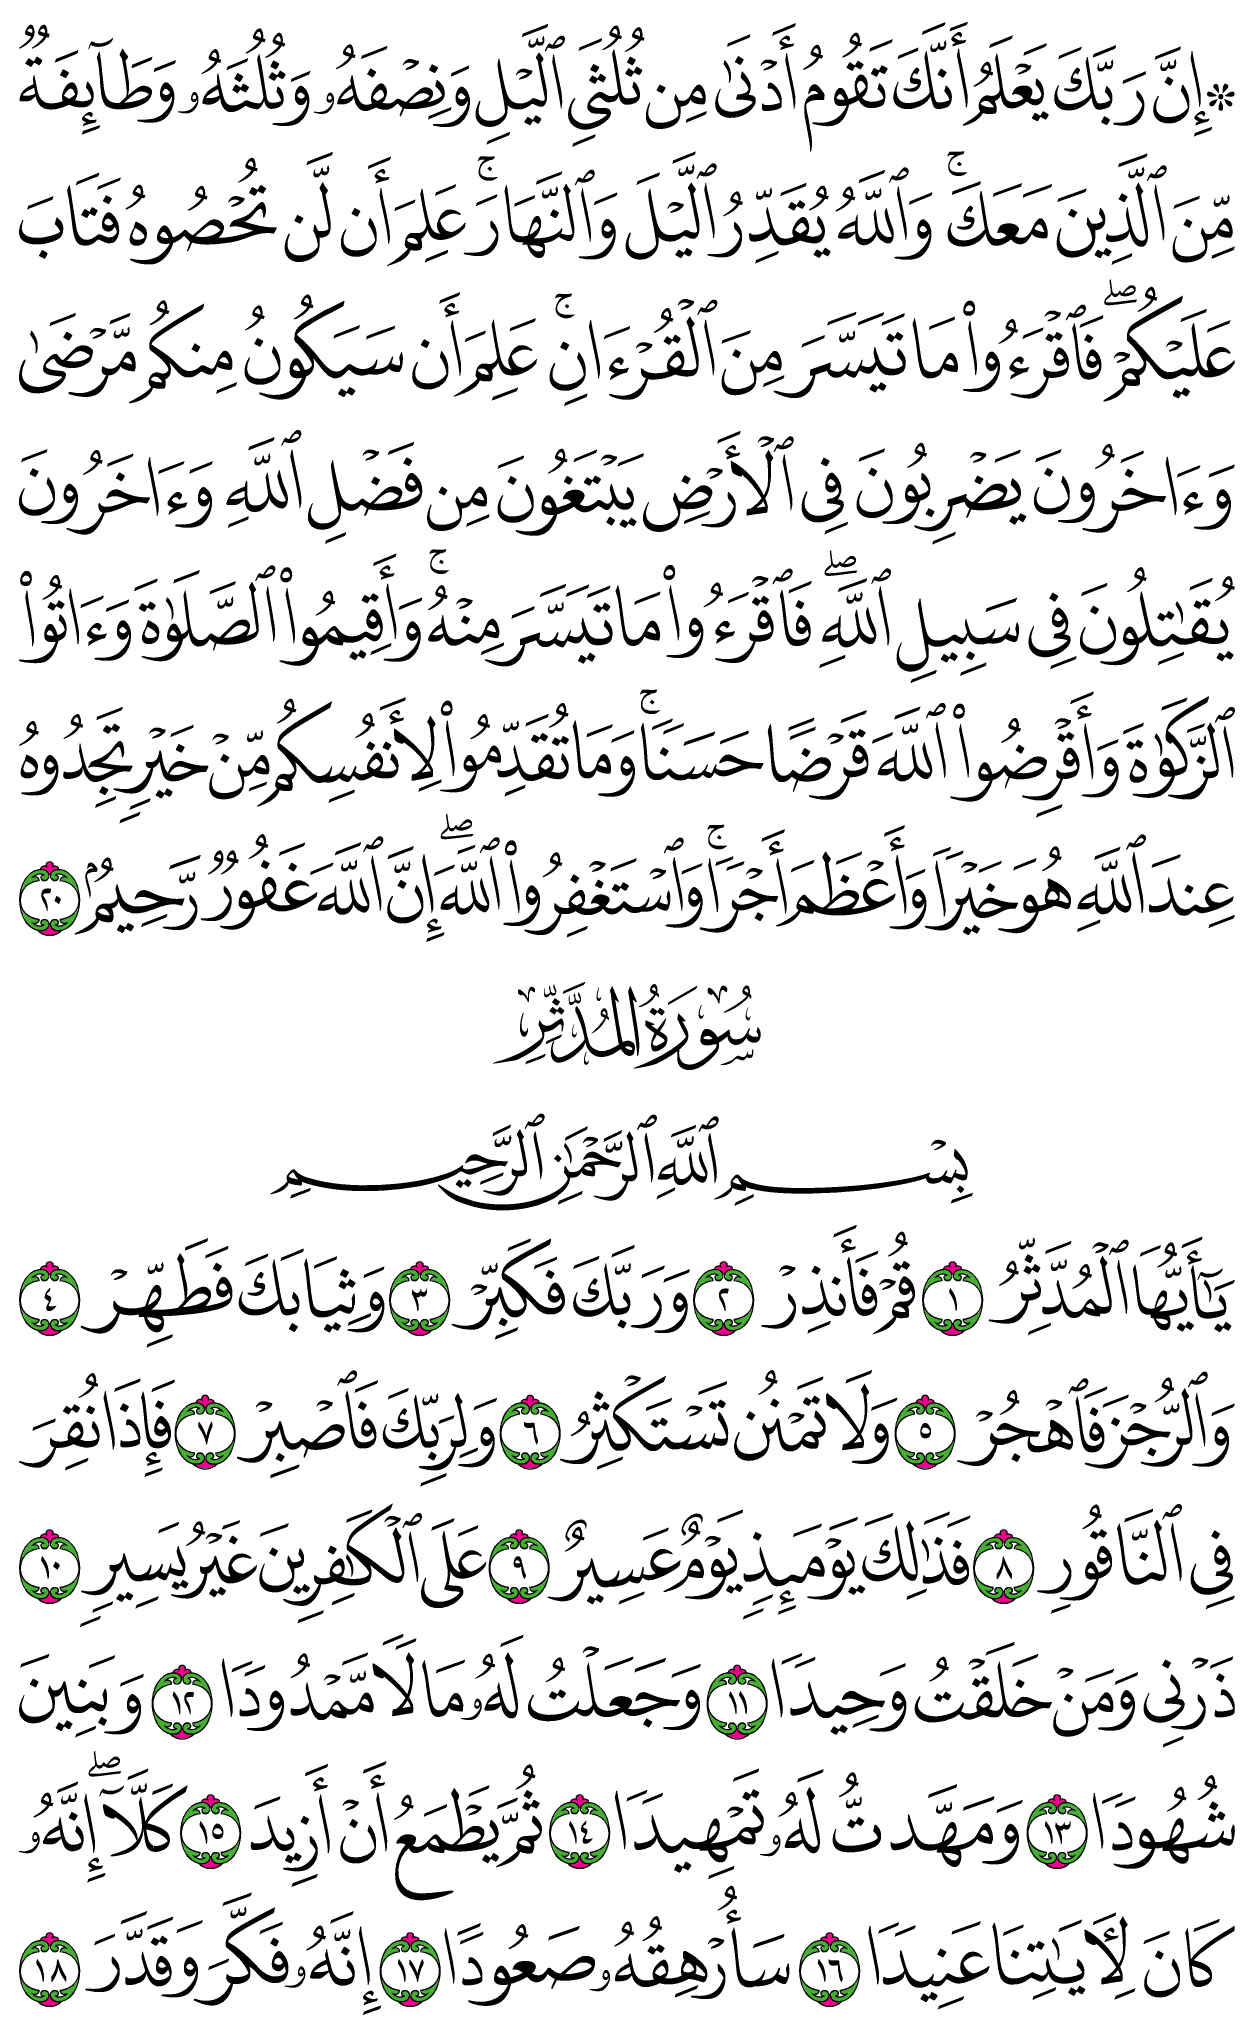 ۞ إِنَّ رَبَّكَ يَعْلَمُ أَنَّكَ تَقُومُ أَدْنَىٰ مِن ثُلُثَىِ ٱلَّيْلِ وَنِصْفَهُۥ وَثُلُثَهُۥ وَطَآئِفَةٌ
مِّنَ ٱلَّذِينَ مَعَكَ ۚ وَٱللَّهُ يُقَدِّرُ ٱلَّيْلَ وَٱلنَّهَارَ ۚ عَلِمَ أَن لَّن تُحْصُوهُ فَتَابَ
عَلَيْكُمْ ۖ فَٱقْرَءُوا۟ مَا تَيَسَّرَ مِنَ ٱلْقُرْءَانِ ۚ عَلِمَ أَن سَيَكُونُ مِنكُم مَّرْضَىٰ
وَءَاخَرُونَ يَضْرِبُونَ فِى ٱلْأَرْضِ يَبْتَغُونَ مِن فَضْلِ ٱللَّهِ وَءَاخَرُونَ
يُقَٰتِلُونَ فِى سَبِيلِ ٱللَّهِ ۖ فَٱقْرَءُوا۟ مَا تَيَسَّرَ مِنْهُ ۚ وَأَقِيمُوا۟ ٱلصَّلَوٰةَ وَءَاتُوا۟
ٱلزَّكَوٰةَ وَأَقْرِضُوا۟ ٱللَّهَ قَرْضًا حَسَنًا ۚ وَمَا تُقَدِّمُوا۟ لِأَنفُسِكُم مِّنْ خَيْرٍ تَجِدُوهُ
عِندَ ٱللَّهِ هُوَ خَيْرًا وَأَعْظَمَ أَجْرًا ۚ وَٱسْتَغْفِرُوا۟ ٱللَّهَ ۖ إِنَّ ٱللَّهَ غَفُورٌ رَّحِيمٌۢ ٢٠
سُورَةُ المُدَّثِّرِ
بِسْمِ ٱللَّهِ ٱلرَّحْمَٰنِ ٱلرَّحِيمِ
يَٰٓأَيُّهَا ٱلْمُدَّثِّرُ ١ قُمْ فَأَنذِرْ ٢ وَرَبَّكَ فَكَبِّرْ ٣ وَثِيَابَكَ فَطَهِّرْ ٤
وَٱلرُّجْزَ فَٱهْجُرْ ٥ وَلَا تَمْنُن تَسْتَكْثِرُ ٦ وَلِرَبِّكَ فَٱصْبِرْ ٧ فَإِذَا نُقِرَ
فِى ٱلنَّاقُورِ ٨ فَذَٰلِكَ يَوْمَئِذٍ يَوْمٌ عَسِيرٌ ٩ عَلَى ٱلْكَٰفِرِينَ غَيْرُ يَسِيرٍ ١٠
ذَرْنِى وَمَنْ خَلَقْتُ وَحِيدًا ١١ وَجَعَلْتُ لَهُۥ مَالًا مَّمْدُودًا ١٢ وَبَنِينَ
شُهُودًا ١٣ وَمَهَّدتُّ لَهُۥ تَمْهِيدًا ١٤ ثُمَّ يَطْمَعُ أَنْ أَزِيدَ ١٥ كَلَّآ ۖ إِنَّهُۥ
كَانَ لِءَايَٰتِنَا عَنِيدًا ١٦ سَأُرْهِقُهُۥ صَعُودًا ١٧ إِنَّهُۥ فَكَّرَ وَقَدَّرَ ١٨